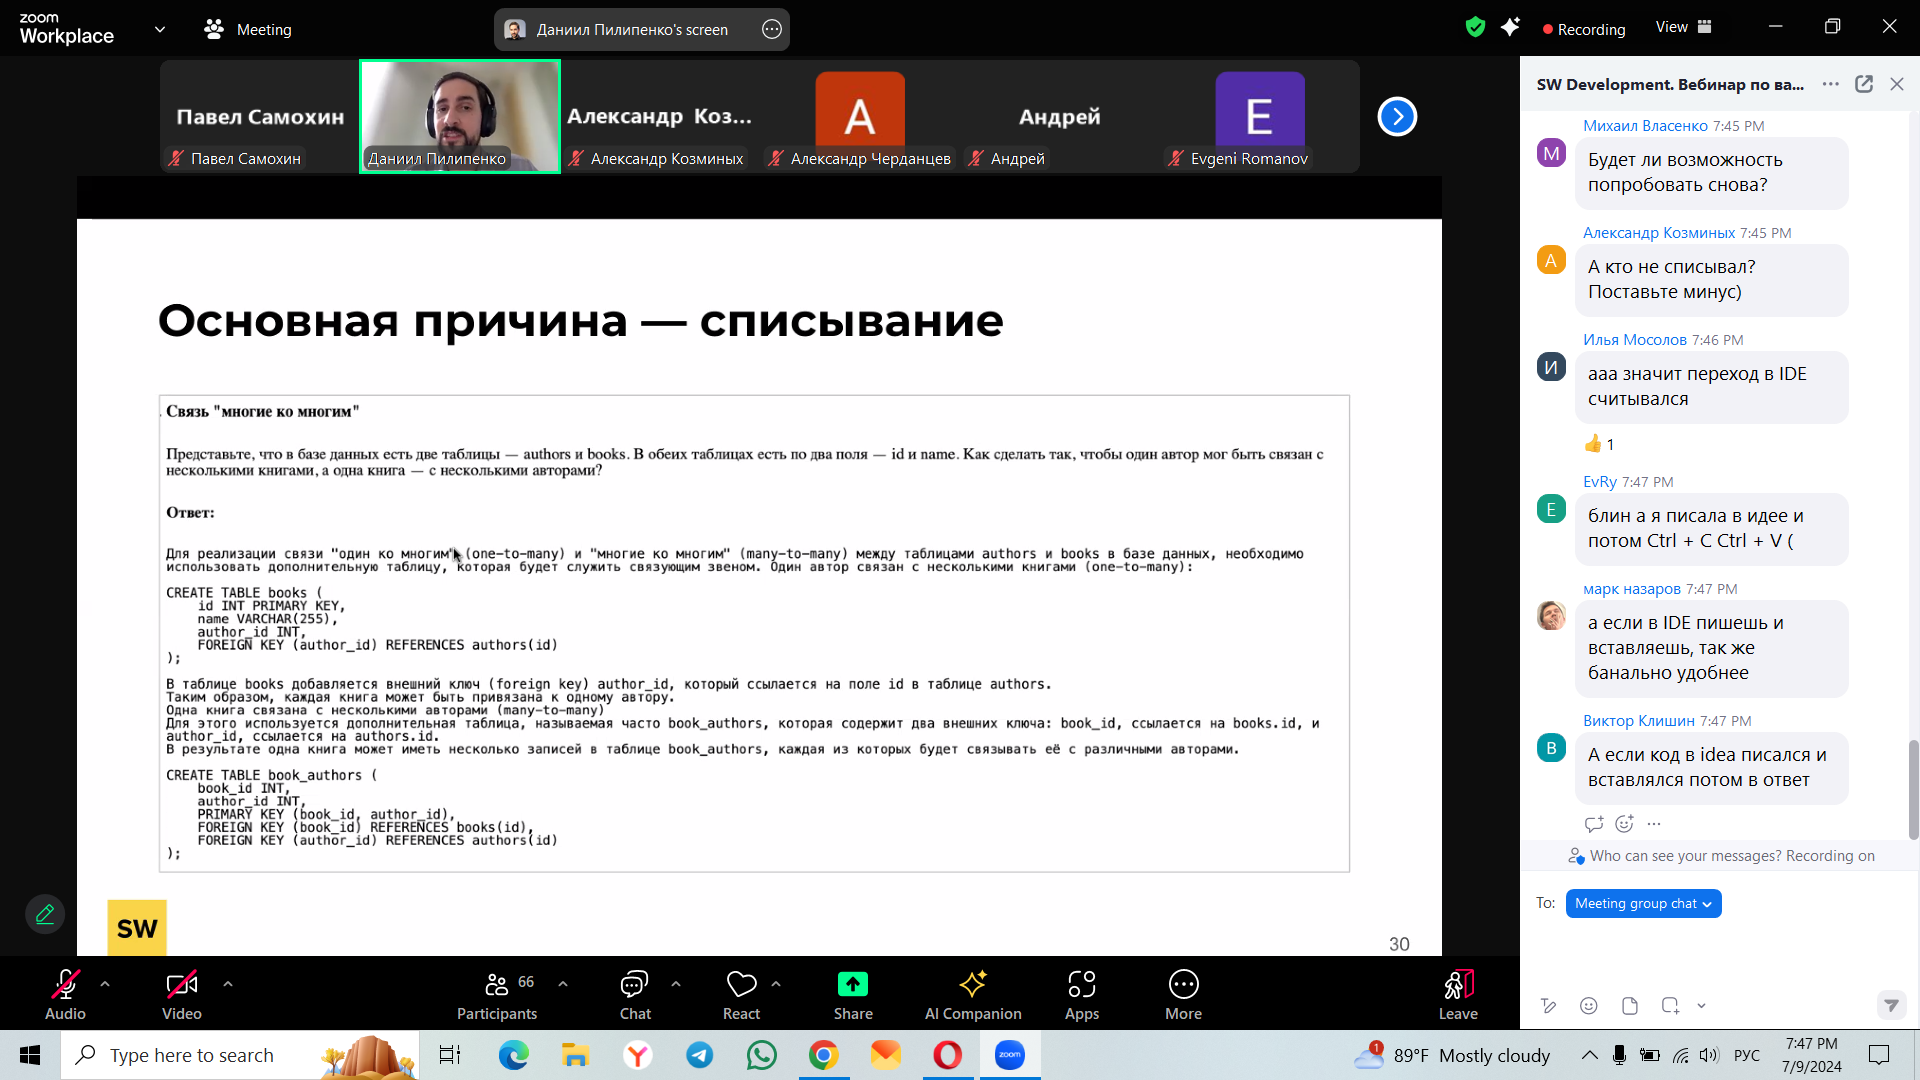 zoom
Workplace
Meeting
Даниил Пилипенко's screen
Recording
View
Павел Самохин
Павел Самохин
Даниил Пилипенко
Александр Коз...
Александр Козминых
А
Александр Черданцев
Андрей
Андрей
E
Evgeni Romanov
Основная причина — списывание
Связь "многие ко многим"
Представьте, что в базе данных есть две таблицы — authors и books. В обеих таблицах есть по два поля — id и name. Как сделать так, чтобы один автор мог быть связан с
несколькими книгами, а одна книга — с несколькими авторами?
Ответ:
Для реализации связи "один ко многим" (one-to-many) и "многие ко многим" (many-to-many) между таблицами authors и books в базе данных, необходимо
использовать дополнительную таблицу, которая будет служить связующим звеном. Один автор связан с несколькими книгами (one-to-many):
CREATE TABLE books (
id INT PRIMARY KEY,
name VARCHAR(255),
author_id INT,
FOREIGN KEY (author_id) REFERENCES authors(id)
);
В таблице books добавляется внешний ключ (foreign key) author_id, который ссылается на поле id в таблице authors.
Таким образом, каждая книга может быть привязана к одному автору.
Одна книга связана с несколькими авторами (many-to-many)
Для этого используется дополнительная таблица, называемая часто book_authors, которая содержит два внешних ключа: book_id, ссылается на books.id, и
author_id, ссылается на authors.id.
В результате одна книга может иметь несколько записей в таблице book_authors, каждая из которых будет связывать её с различными авторами.
CREATE TABLE book_authors (
book_id INT,
author_id INT,
PRIMARY KEY (book_id, author_id),
FOREIGN KEY (book_id) REFERENCES books(id),
FOREIGN KEY (author_id) REFERENCES authors(id)
);
SW
30
SW Development. Вебинар по ва...
Михаил Власенко 7:45 PM
М
Будет ли возможность
попробовать снова?
Александр Козминых 7:45 PM
А
А кто не списывал?
Поставьте минус)
Илья Мосолов 7:46 PM
И
ааа значит переход в IDE
считывался
1
EvRy 7:47 PM
E
блин а я писала в идее и
потом Ctrl + C Ctrl + V (
марк назаров 7:47 PM
а если в IDE пишешь и
вставляешь, так же
банально удобнее
Виктор Клишин 7:47 PM
В
А если код в idea писался и
вставлялся потом в ответ
Who can see your messages? Recording on
To: Meeting group chat
Audio
Video
66
Participants
Chat
React
Share
AI Companion
Apps
More
Leave
Type here to search
zoom
1
89°F Mostly cloudy
РУС
7:47 PM
7/9/2024